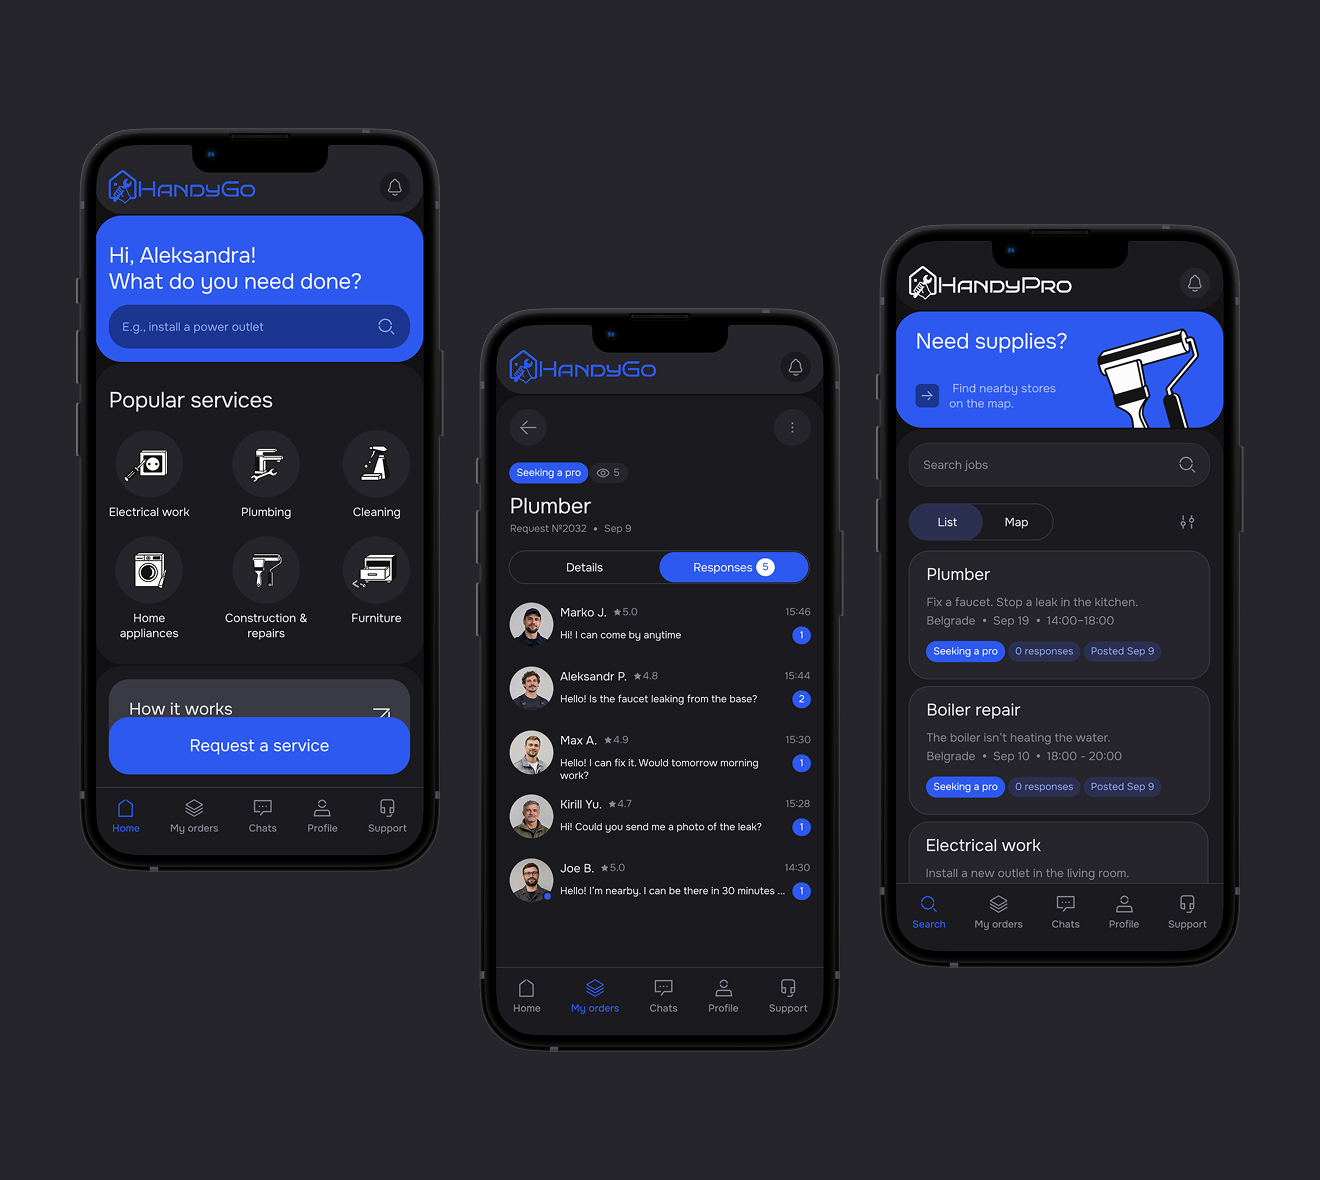 HandyGo
Hi, Aleksandra!
What do you need done?
E.g., install a power outlet
Popular services
Electrical work
Plumbing
Cleaning
Home
appliances
Construction &
repairs
Furniture
How it works
Request a service
Home
My orders
Chats
Profile
Support
HandyGo
Seeking a pro
5
Plumber
Request №2032 • Sep 9
Details
Responses 5
Marko J. ★5.0 15:46
Hi! I can come by anytime 1
Aleksandr P. ★4.8 15:44
Hello! Is the faucet leaking from the base? 2
Max A. ★4.9 15:30
Hello! I can fix it. Would tomorrow morning 1
work?
Kirill Yu. ★4.7 15:28
Hi! Could you send me a photo of the leak? 1
Joe B. ★5.0 14:30
Hello! I'm nearby. I can be there in 30 minutes ... 1
Home
My orders
Chats
Profile
Support
HandyPro
Need supplies?
Find nearby stores
on the map.
Search jobs
List
Map
Plumber
Fix a faucet. Stop a leak in the kitchen.
Belgrade • Sep 19 • 14:00–18:00
Seeking a pro
0 responses
Posted Sep 9
Boiler repair
The boiler isn't heating the water.
Belgrade • Sep 10 • 18:00 - 20:00
Seeking a pro
0 responses
Posted Sep 9
Electrical work
Install a new outlet in the living room.
Search
My orders
Chats
Profile
Support